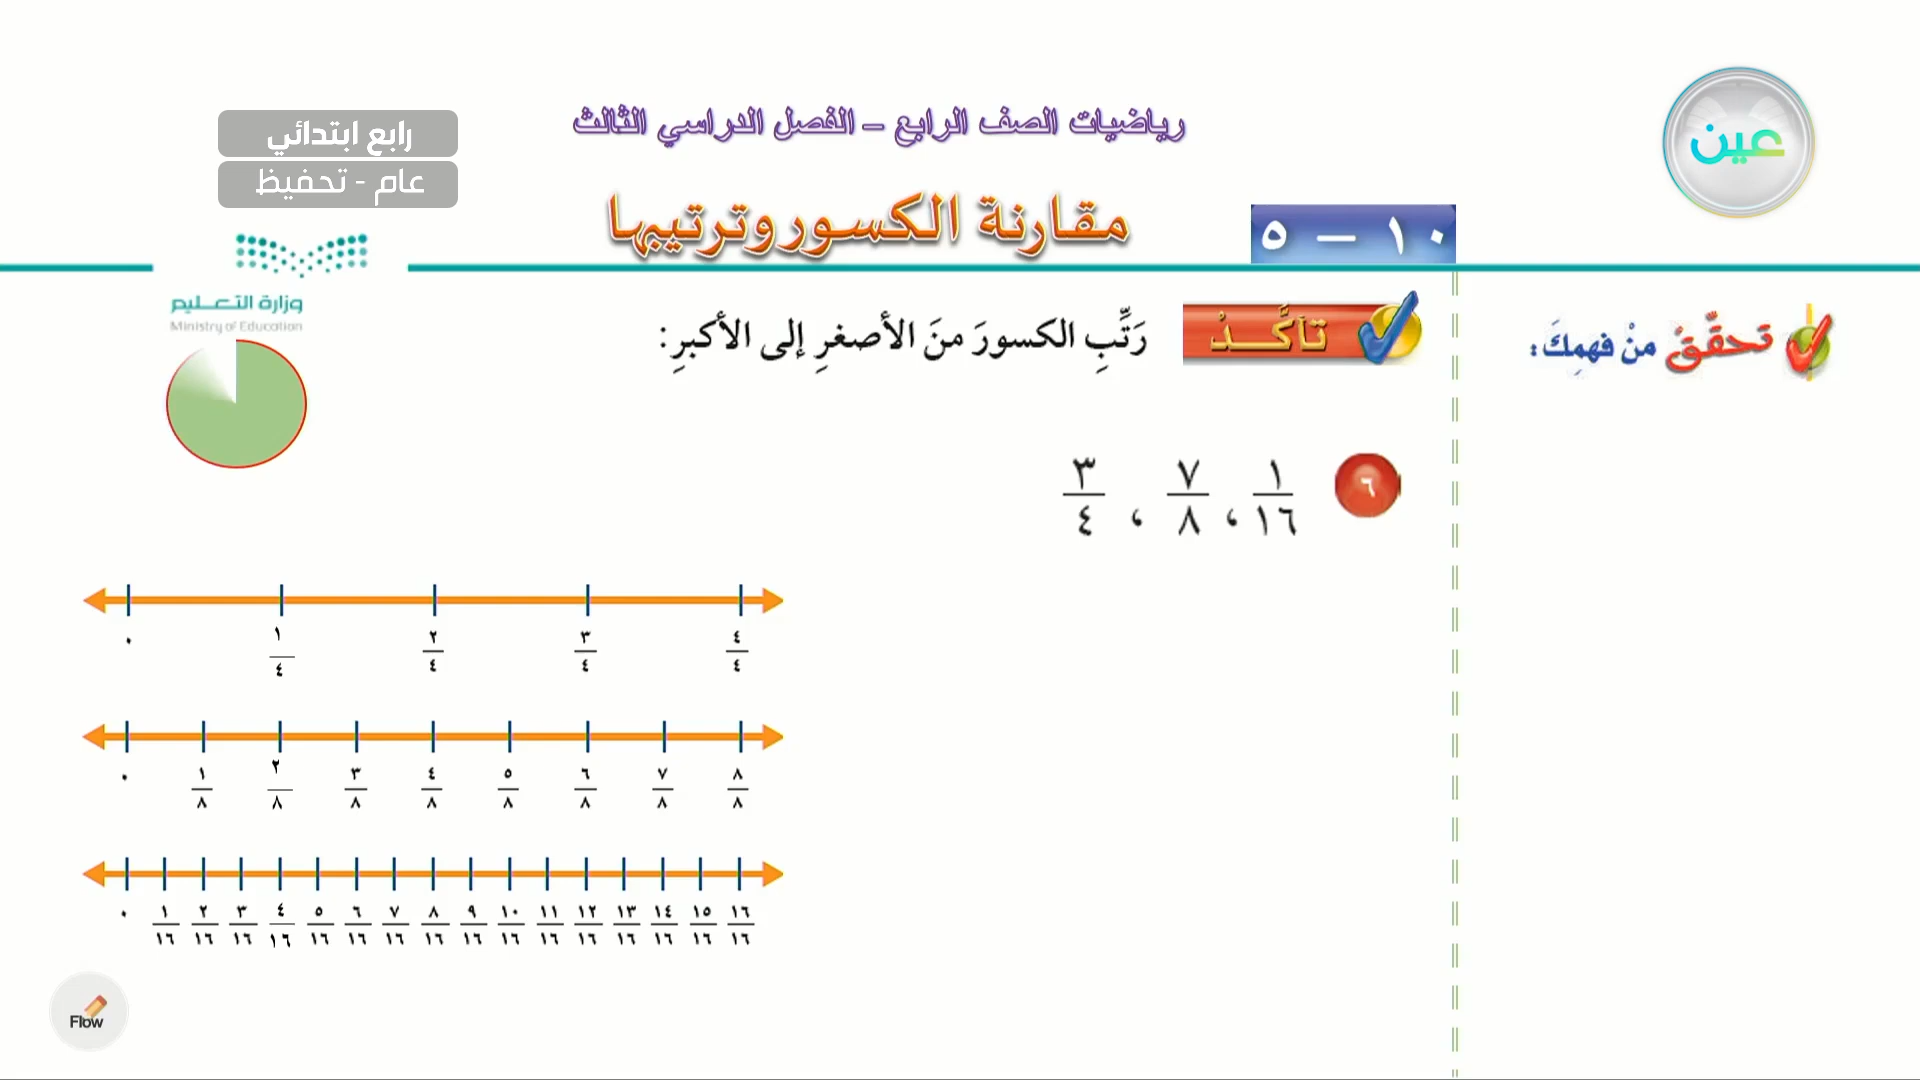 رياضيات الصف الرابع – الفصل الدراسي الثالث
عين
رابع ابتدائي
عام - تحفيظ
١٠ – ٥
مقارنة الكسور وترتيبها
وزارة التعليم
Ministry of Education
تحقَّقْ منْ فهمِكَ:
تأكَّدْ
رَتِّبِ الكسورَ منَ الأصغرِ إلى الأكبرِ:
٦ ١/١٦ ، ٧/٨ ، ٣/٤
٠ ١/٤ ٢/٤ ٣/٤ ٤/٤
٠ ١/٨ ٢/٨ ٣/٨ ٤/٨ ٥/٨ ٦/٨ ٧/٨ ٨/٨
٠ ١/١٦ ٢/١٦ ٣/١٦ ٤/١٦ ٥/١٦ ٦/١٦ ٧/١٦ ٨/١٦ ٩/١٦ ١٠/١٦ ١١/١٦ ١٢/١٦ ١٣/١٦ ١٤/١٦ ١٥/١٦ ١٦/١٦
Flow